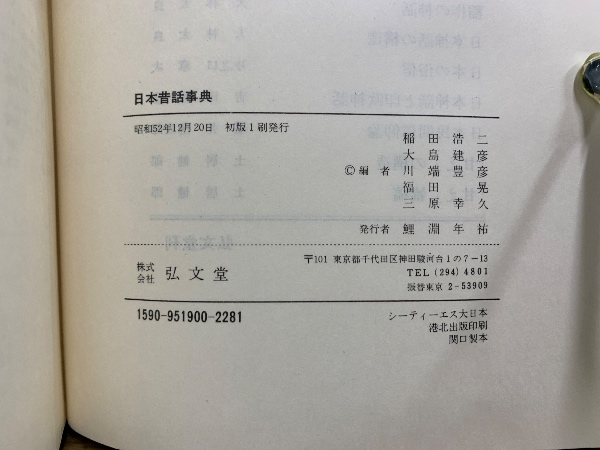 日本昔話事典
昭和52年12月20日 初版1刷発行
稲田浩二
大島建彦
©編者 川端豊彦
福田晃
三原幸久
発行者 鯉淵年祐
〒101 東京都千代田区神田駿河台1の7-13
TEL (294) 4801
振替東京 2-53909
株式会社 弘文堂
1590-951900-2281
シーティーエス大日本
港北出版印刷
関口製本